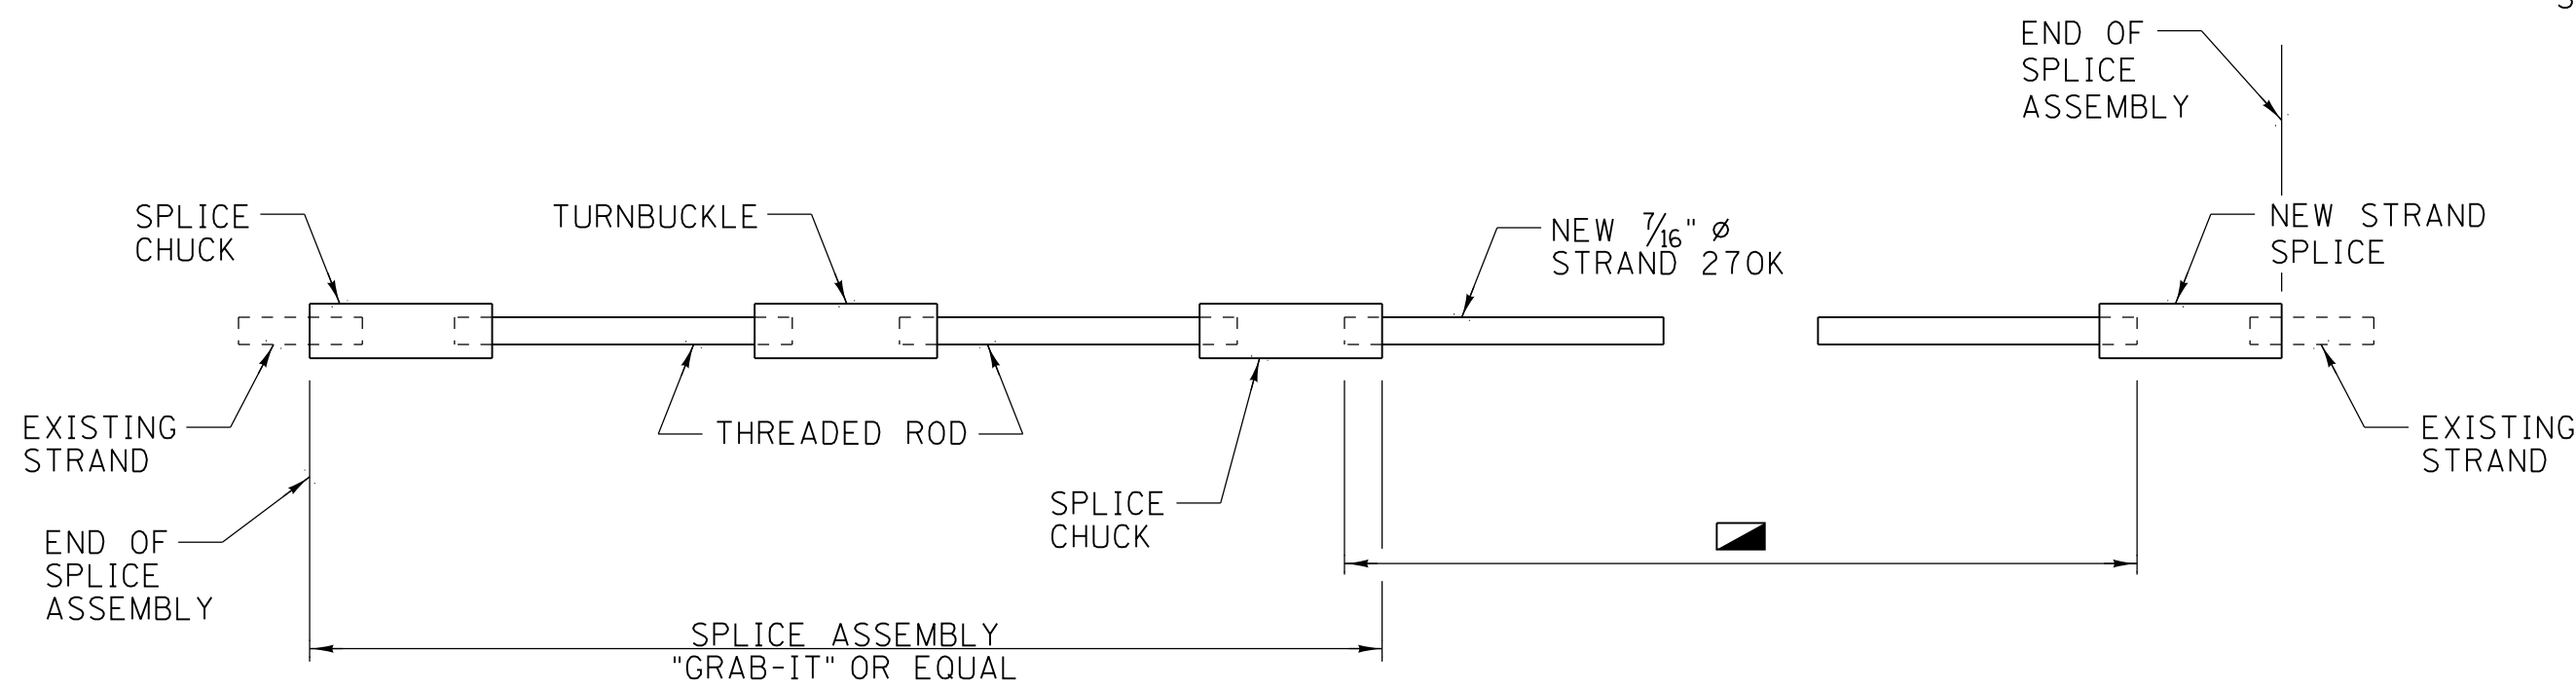 END OF
SPLICE
ASSEMBLY
SPLICE
CHUCK
TURNBUCKLE
NEW 7/16" Ø
STRAND 270K
NEW STRAND
SPLICE
EXISTING
STRAND
THREADED ROD
EXISTING
STRAND
SPLICE
CHUCK
END OF
SPLICE
ASSEMBLY
SPLICE ASSEMBLY
"GRAB-IT" OR EQUAL